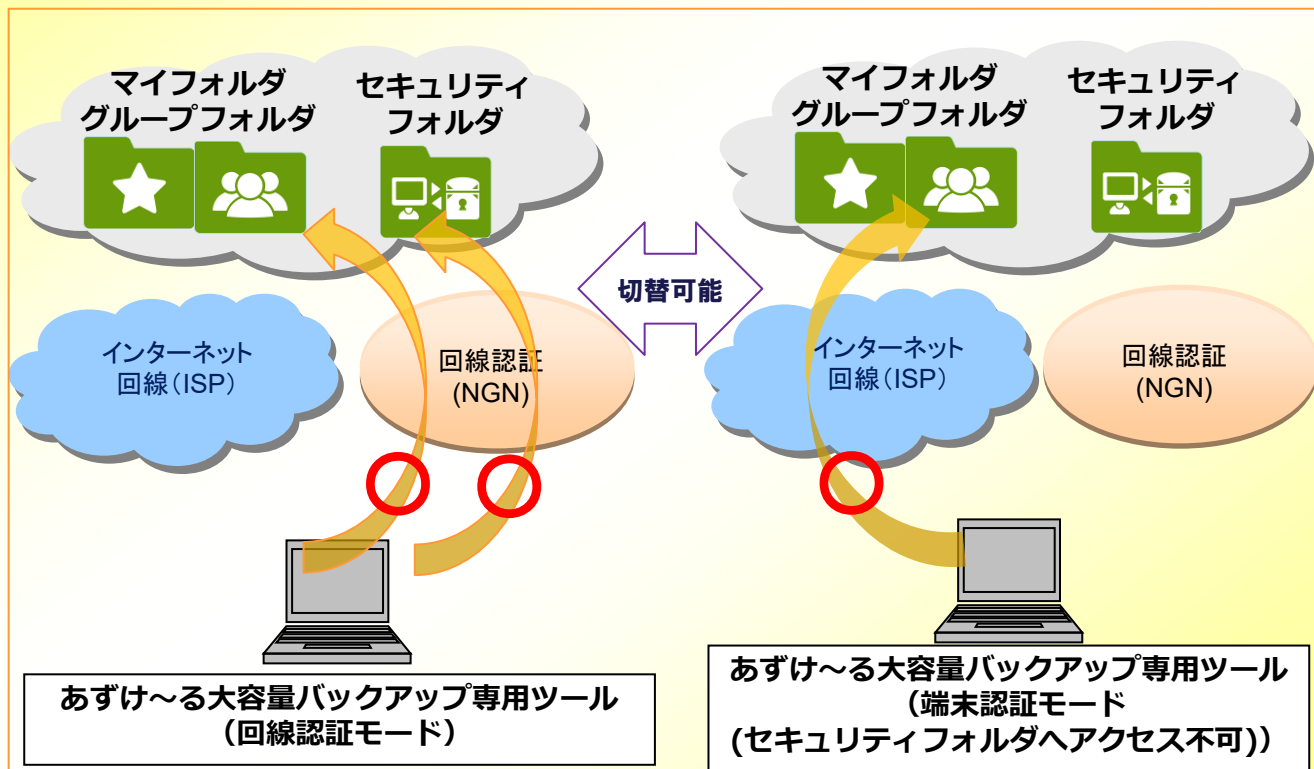 マイフォルダ
グループフォルダ
セキュリティ
フォルダ
インターネット
回線（ISP）
回線認証
(NGN)
あずけ～る大容量バックアップ専用ツール
（回線認証モード）
切替可能
マイフォルダ
グループフォルダ
セキュリティ
フォルダ
インターネット
回線（ISP）
回線認証
(NGN)
あずけ～る大容量バックアップ専用ツール
（端末認証モード
(セキュリティフォルダへアクセス不可)）